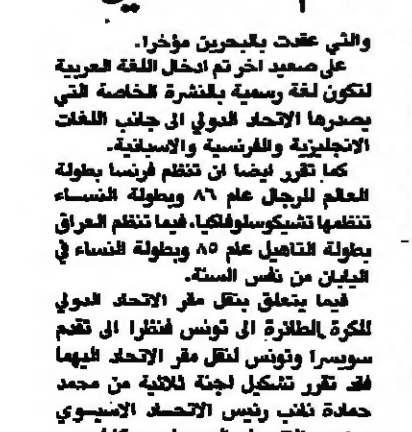 والتي عقدت بالبحرين مؤخرا.
على صعيد اخر تم ادخال اللغة العربية
لتكون لغة رسمية بالنشرة الخاصة التي
يصدرها الاتحاد الدولي الى جانب اللغات
الانجليزية والفرنسية والاسبانية.
كما تقرر ايضا ان تنظم فرنسا بطولة
العالم للرجال عام ٨٦ وبطولة النساء
تنظمها تشيكوسلوفاكيا، فيما تنظم العراق
بطولة التاهيل عام ٨٥ وبطولة النساء في
اليابان من نفس السنة.
فيما يتعلق بنقل مقر الاتحاد الدولي
للكرة الطائرة الى تونس فنظرا الى تقدم
سويسرا وتونس لنقل مقر الاتحاد اليهما
فقد تقرر تشكيل لجنة ثلاثية من محمد
حمادة نائب رئيس الاتحاد الاسيوي